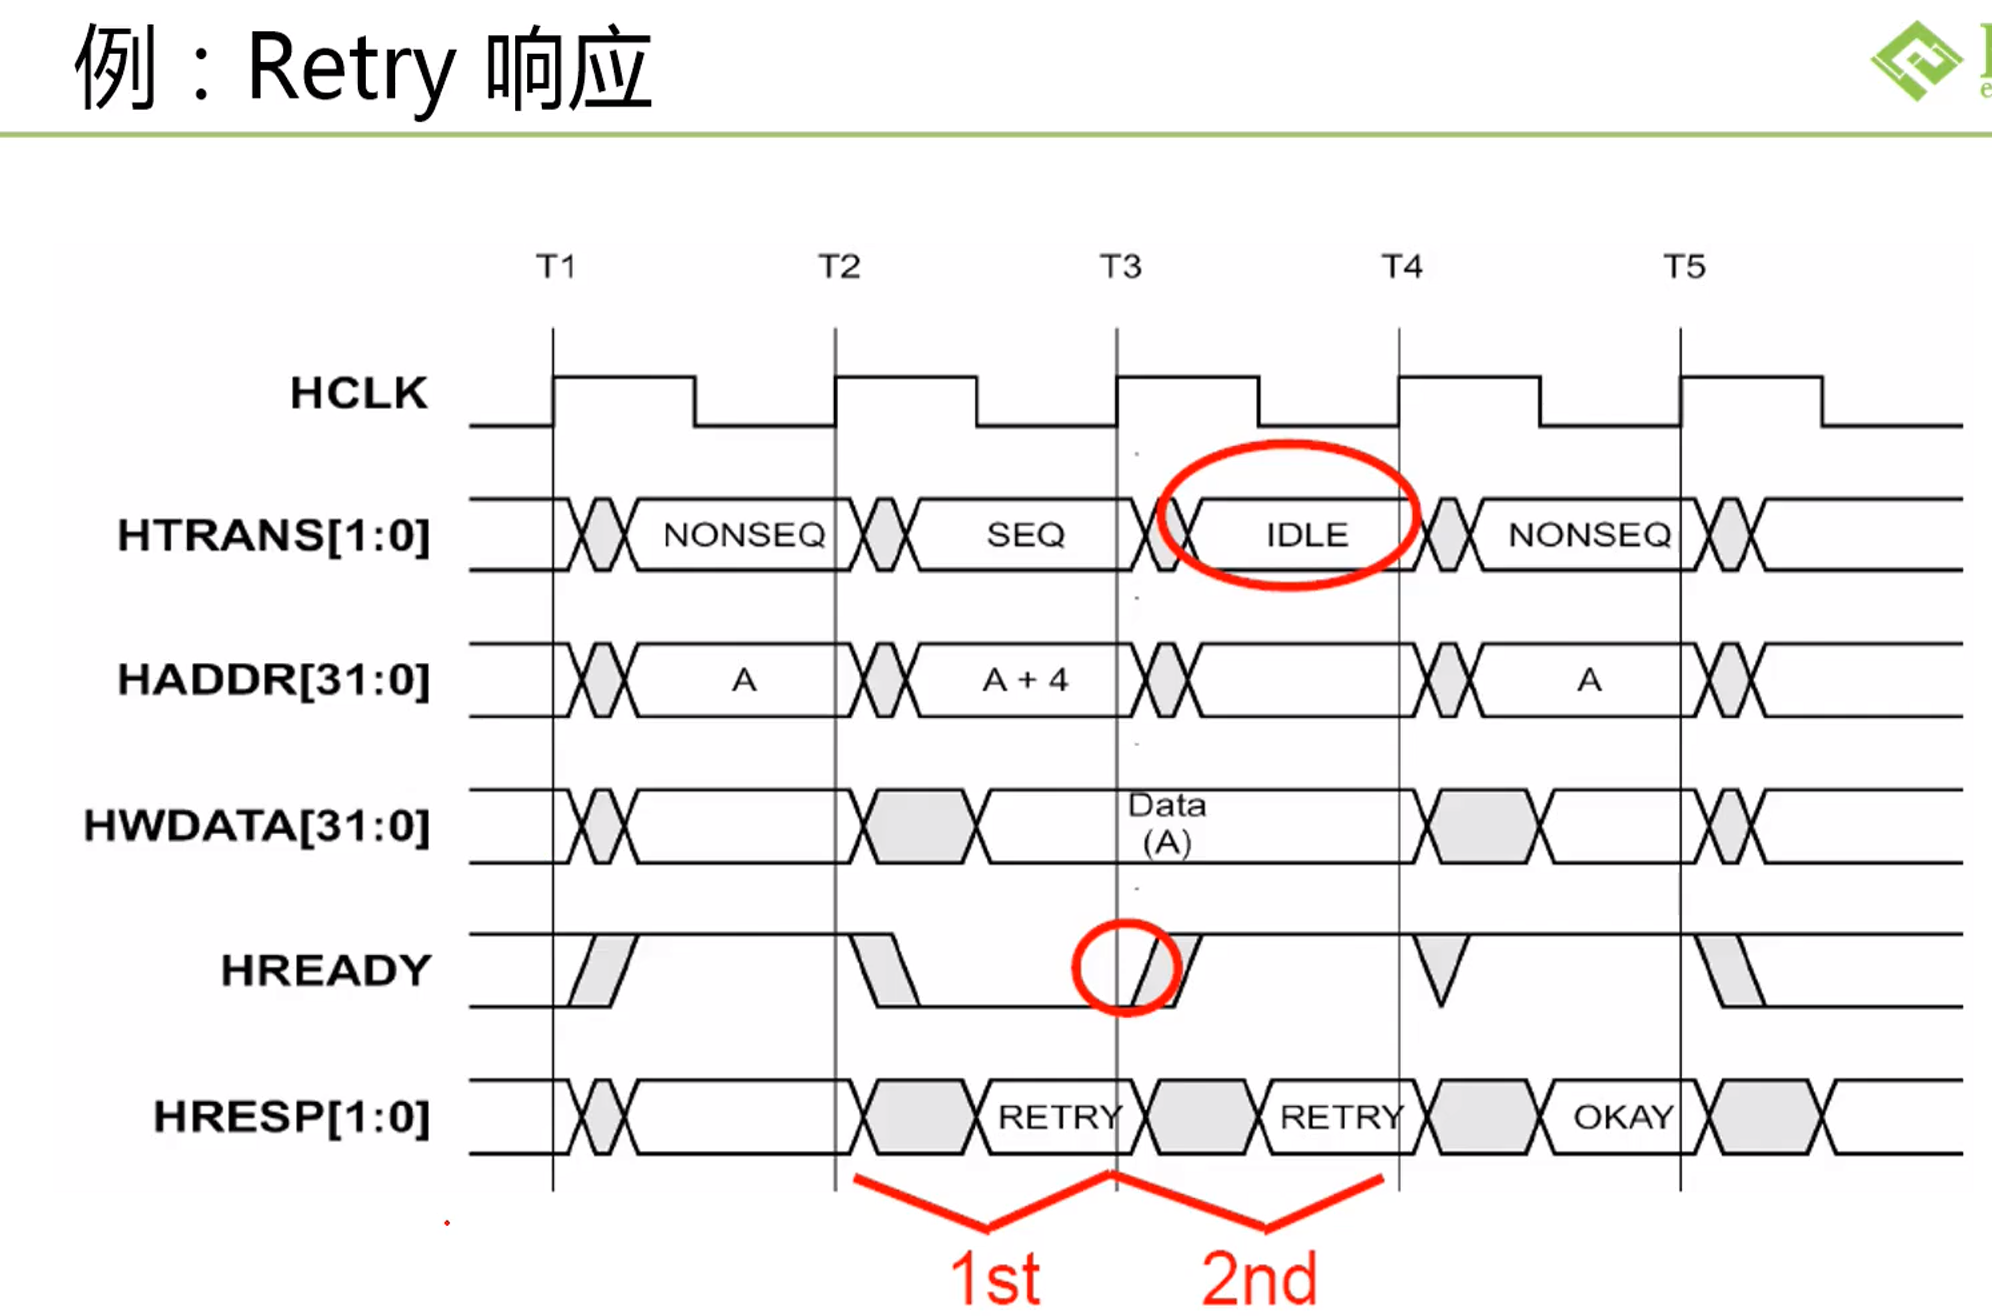 例：Retry 响应
T1 T2 T3 T4 T5
HCLK
HTRANS[1:0] NONSEQ SEQ IDLE NONSEQ
HADDR[31:0] A A + 4 A
HWDATA[31:0] Data
(A)
HREADY
HRESP[1:0] RETRY RETRY OKAY
1st 2nd